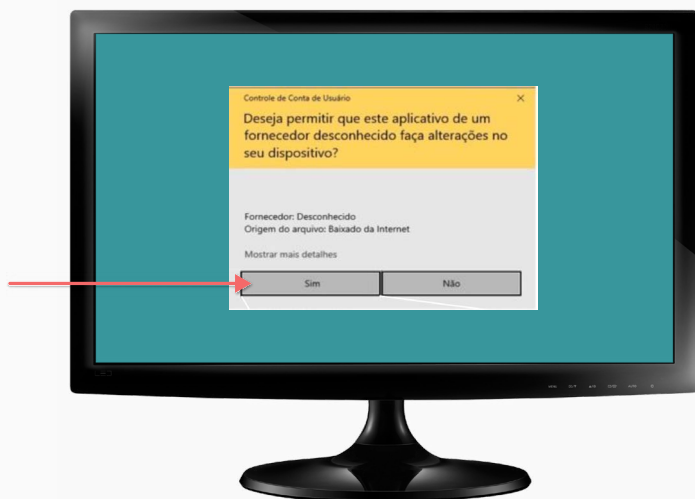 Controle de Conta de Usuário
Deseja permitir que este aplicativo de um
fornecedor desconhecido faça alterações no
seu dispositivo?
Fornecedor: Desconhecido
Origem do arquivo: Baixado da Internet
Mostrar mais detalhes
Sim Não